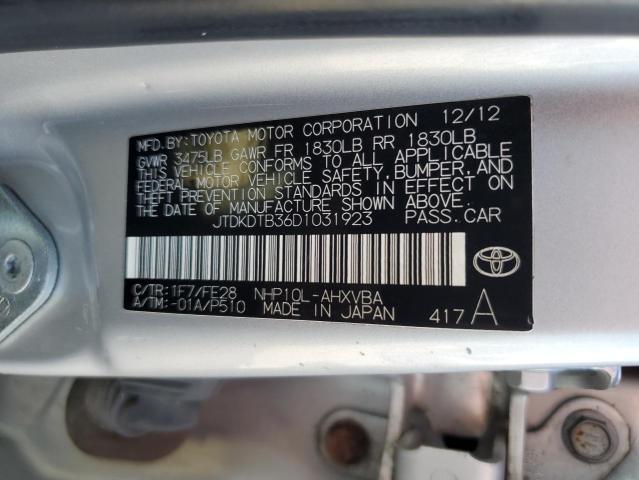 MFD.BY:TOYOTA MOTOR CORPORATION 12/12
GVWR 3475LB GAWR FR 1830LB RR 1830LB
THIS VEHICLE CONFORMS TO ALL APPLICABLE
FEDERAL MOTOR VEHICLE SAFETY,BUMPER,AND
THEFT PREVENTION STANDARDS IN EFFECT ON
THE DATE OF MANUFACTURE SHOWN ABOVE.
JTDKDTB36D1031923 PASS.CAR
C/TR:1F7/FE28 NHP10L-AHXVBA
A/TM:-01A/P510 MADE IN JAPAN 417 A